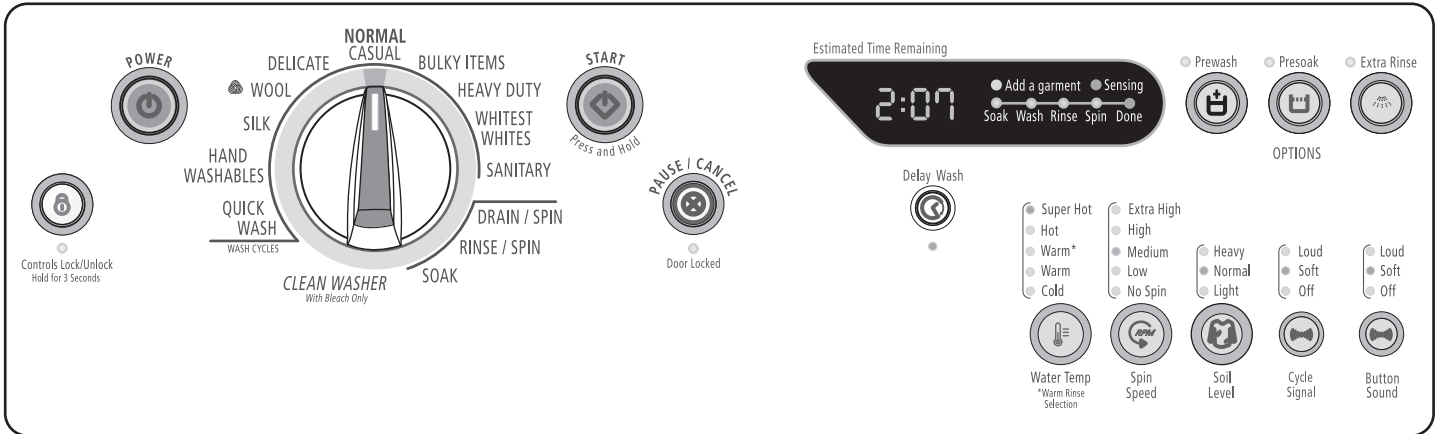 POWER
Controls Lock/Unlock
Hold for 3 Seconds
NORMAL
CASUAL
DELICATE
WOOL
SILK
HAND
WASHABLES
QUICK
WASH
WASH CYCLES
BULKY ITEMS
HEAVY DUTY
WHITEST
WHITES
SANITARY
DRAIN / SPIN
RINSE / SPIN
SOAK
CLEAN WASHER
With Bleach Only
START
Press and Hold
PAUSE / CANCEL
Door Locked
Estimated Time Remaining
2:07
Add a garment Sensing
Soak Wash Rinse Spin Done
Delay Wash
Prewash Presoak Extra Rinse
OPTIONS
Super Hot
Hot
Warm*
Warm
Cold
Water Temp
*Warm Rinse
Selection
Extra High
High
Medium
Low
No Spin
RPM
Spin
Speed
Heavy
Normal
Light
Soil
Level
Loud
Soft
Off
Cycle
Signal
Loud
Soft
Off
Button
Sound